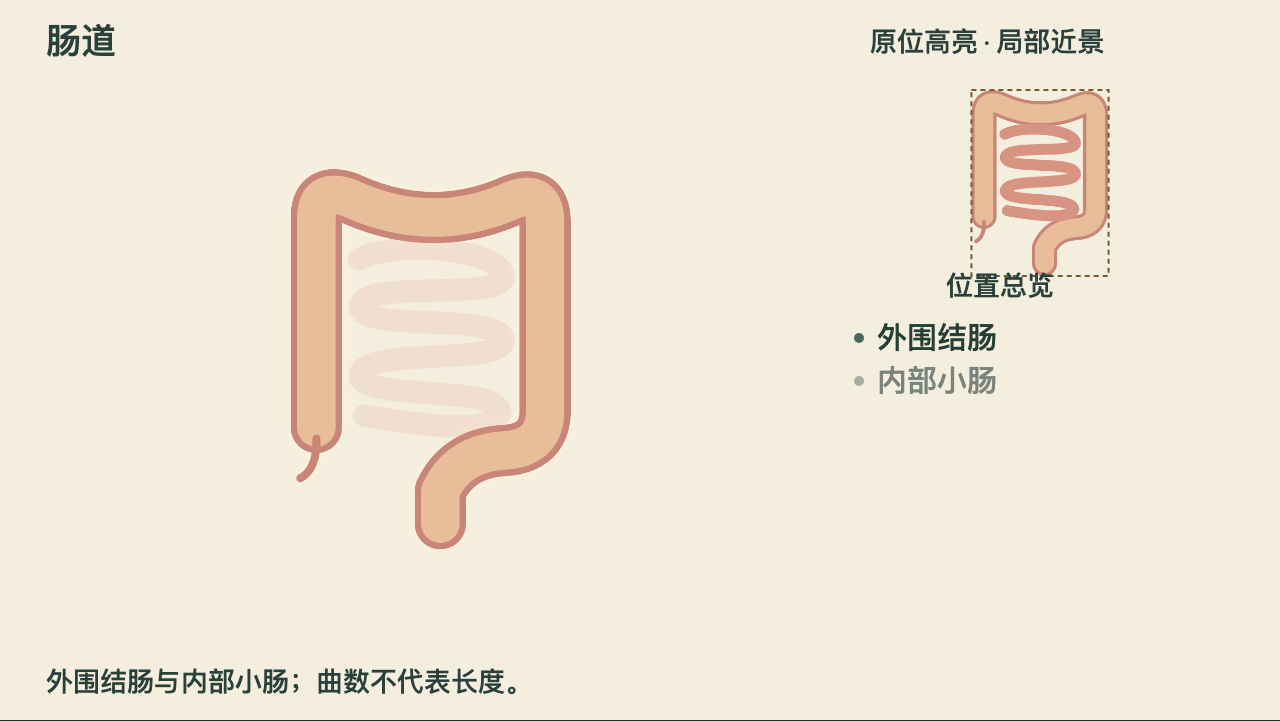 肠道
原位高亮 · 局部近景
位置总览
外围结肠
内部小肠
外围结肠与内部小肠；曲数不代表长度。